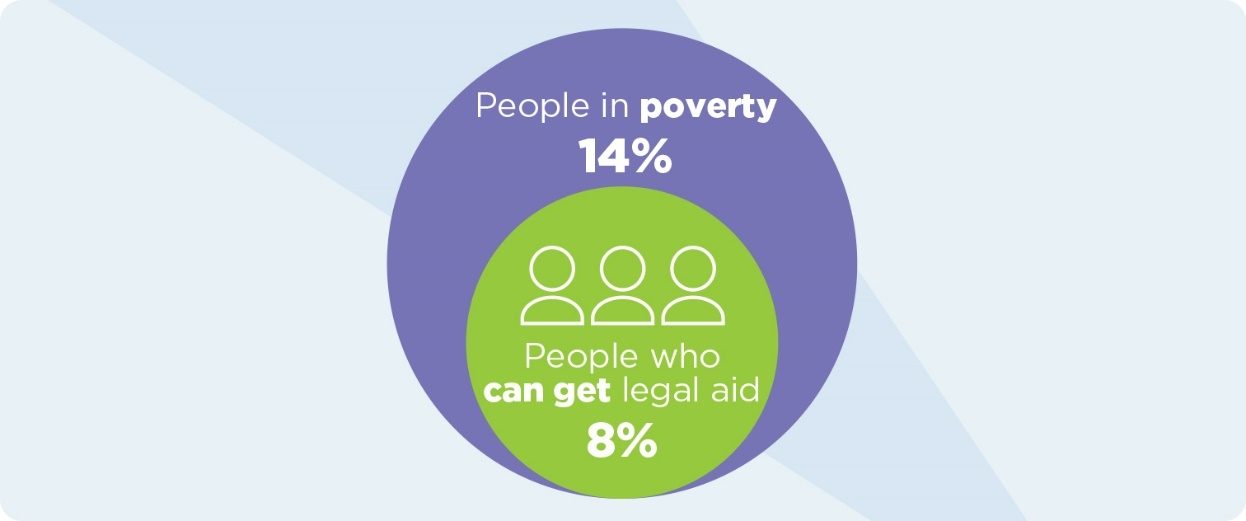 People in poverty
14%
People who
can get legal aid
8%